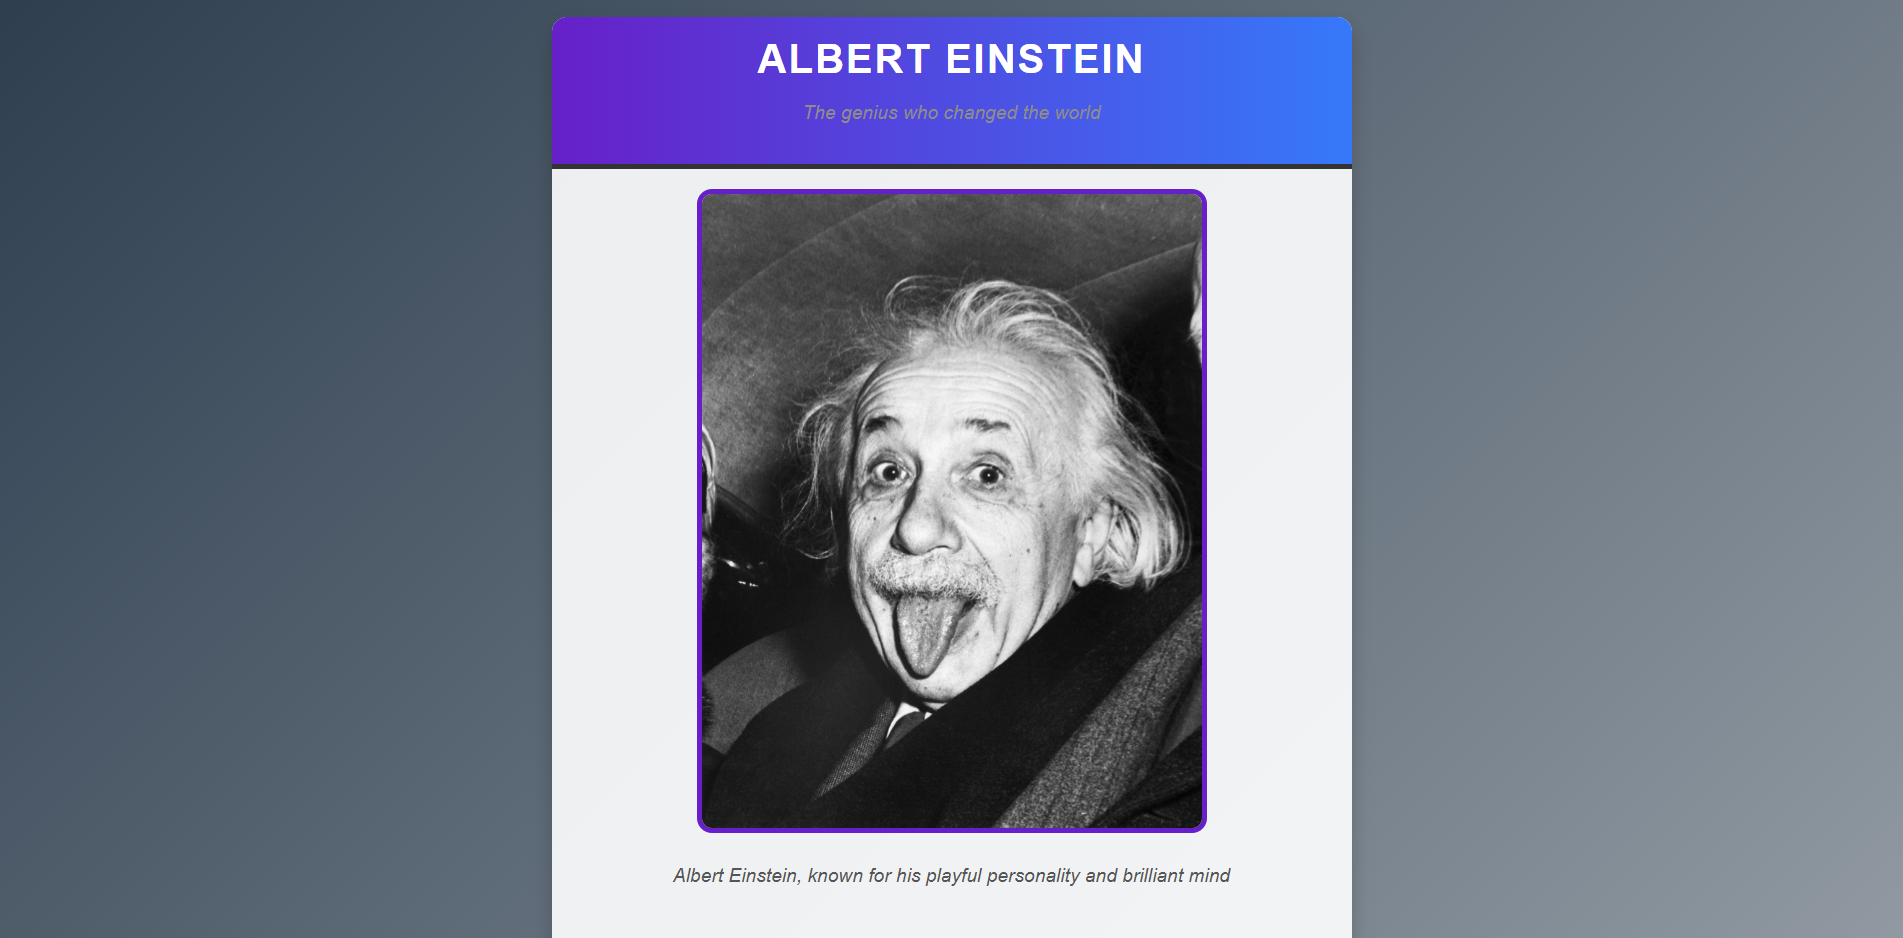 ALBERT EINSTEIN
The genius who changed the world
Albert Einstein, known for his playful personality and brilliant mind